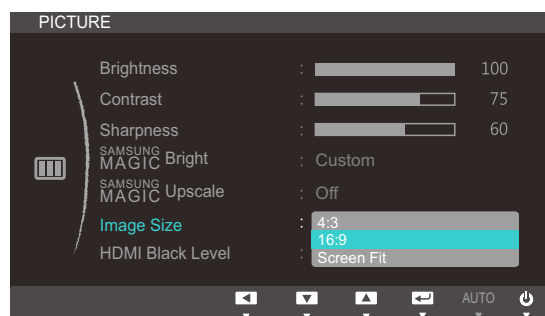 PICTURE
Brightness : 100
Contrast : 75
Sharpness : 60
SAMSUNG MAGIC Bright : Custom
SAMSUNG MAGIC Upscale : Off
Image Size : 4:3
16:9
HDMI Black Level : Screen Fit
AUTO